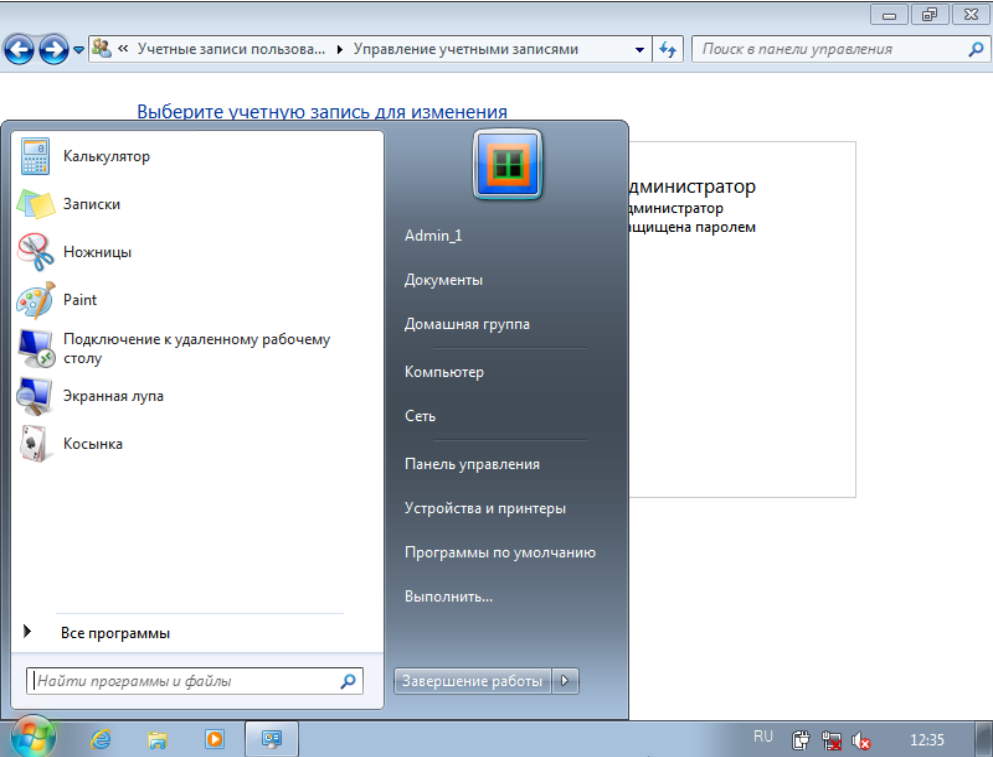 « Учетные записи пользова... Управление учетными записями
Поиск в панели управления
Выберите учетную запись для изменения
дминистратор
дминистратор
ащищена паролем
Калькулятор
Записки
Ножницы
Paint
Подключение к удаленному рабочему
столу
Экранная лупа
Косынка
Все программы
Найти программы и файлы
Admin_1
Документы
Домашняя группа
Компьютер
Сеть
Панель управления
Устройства и принтеры
Программы по умолчанию
Выполнить...
Завершение работы
RU
12:35